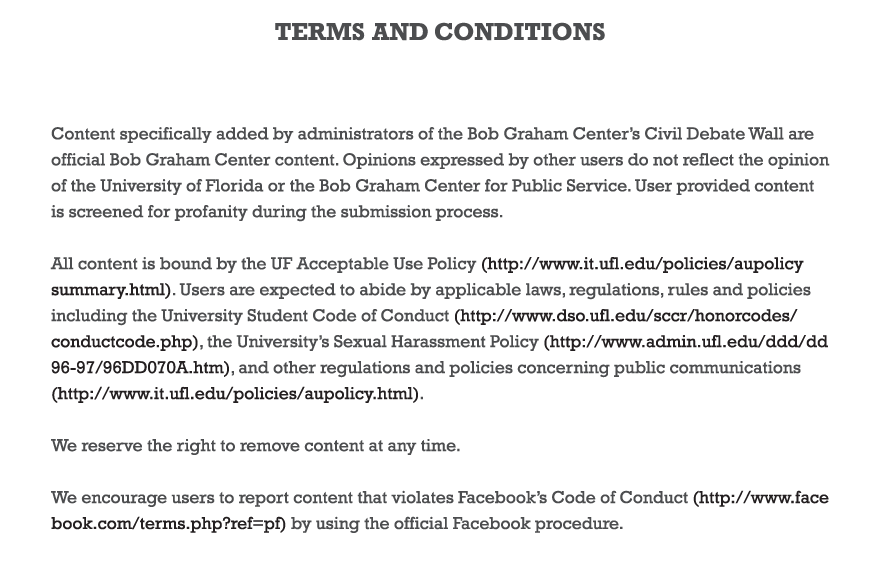 TERMS AND CONDITIONS
Content specifically added by administrators of the Bob Graham Center's Civil Debate Wall are
official Bob Graham Center content. Opinions expressed by other users do not reflect the opinion
of the University of Florida or the Bob Graham Center for Public Service. User provided content
is screened for profanity during the submission process.
All content is bound by the UF Acceptable Use Policy (http://www.it.ufl.edu/policies/aupolicy
summary.html). Users are expected to abide by applicable laws, regulations, rules and policies
including the University Student Code of Conduct (http://www.dso.ufl.edu/sccr/honorcodes/
conductcode.php), the University's Sexual Harassment Policy (http://www.admin.ufl.edu/ddd/dd
96-97/96DD070A.htm), and other regulations and policies concerning public communications
(http://www.it.ufl.edu/policies/aupolicy.html).
We reserve the right to remove content at any time.
We encourage users to report content that violates Facebook's Code of Conduct (http://www.face
book.com/terms.php?ref=pf) by using the official Facebook procedure.